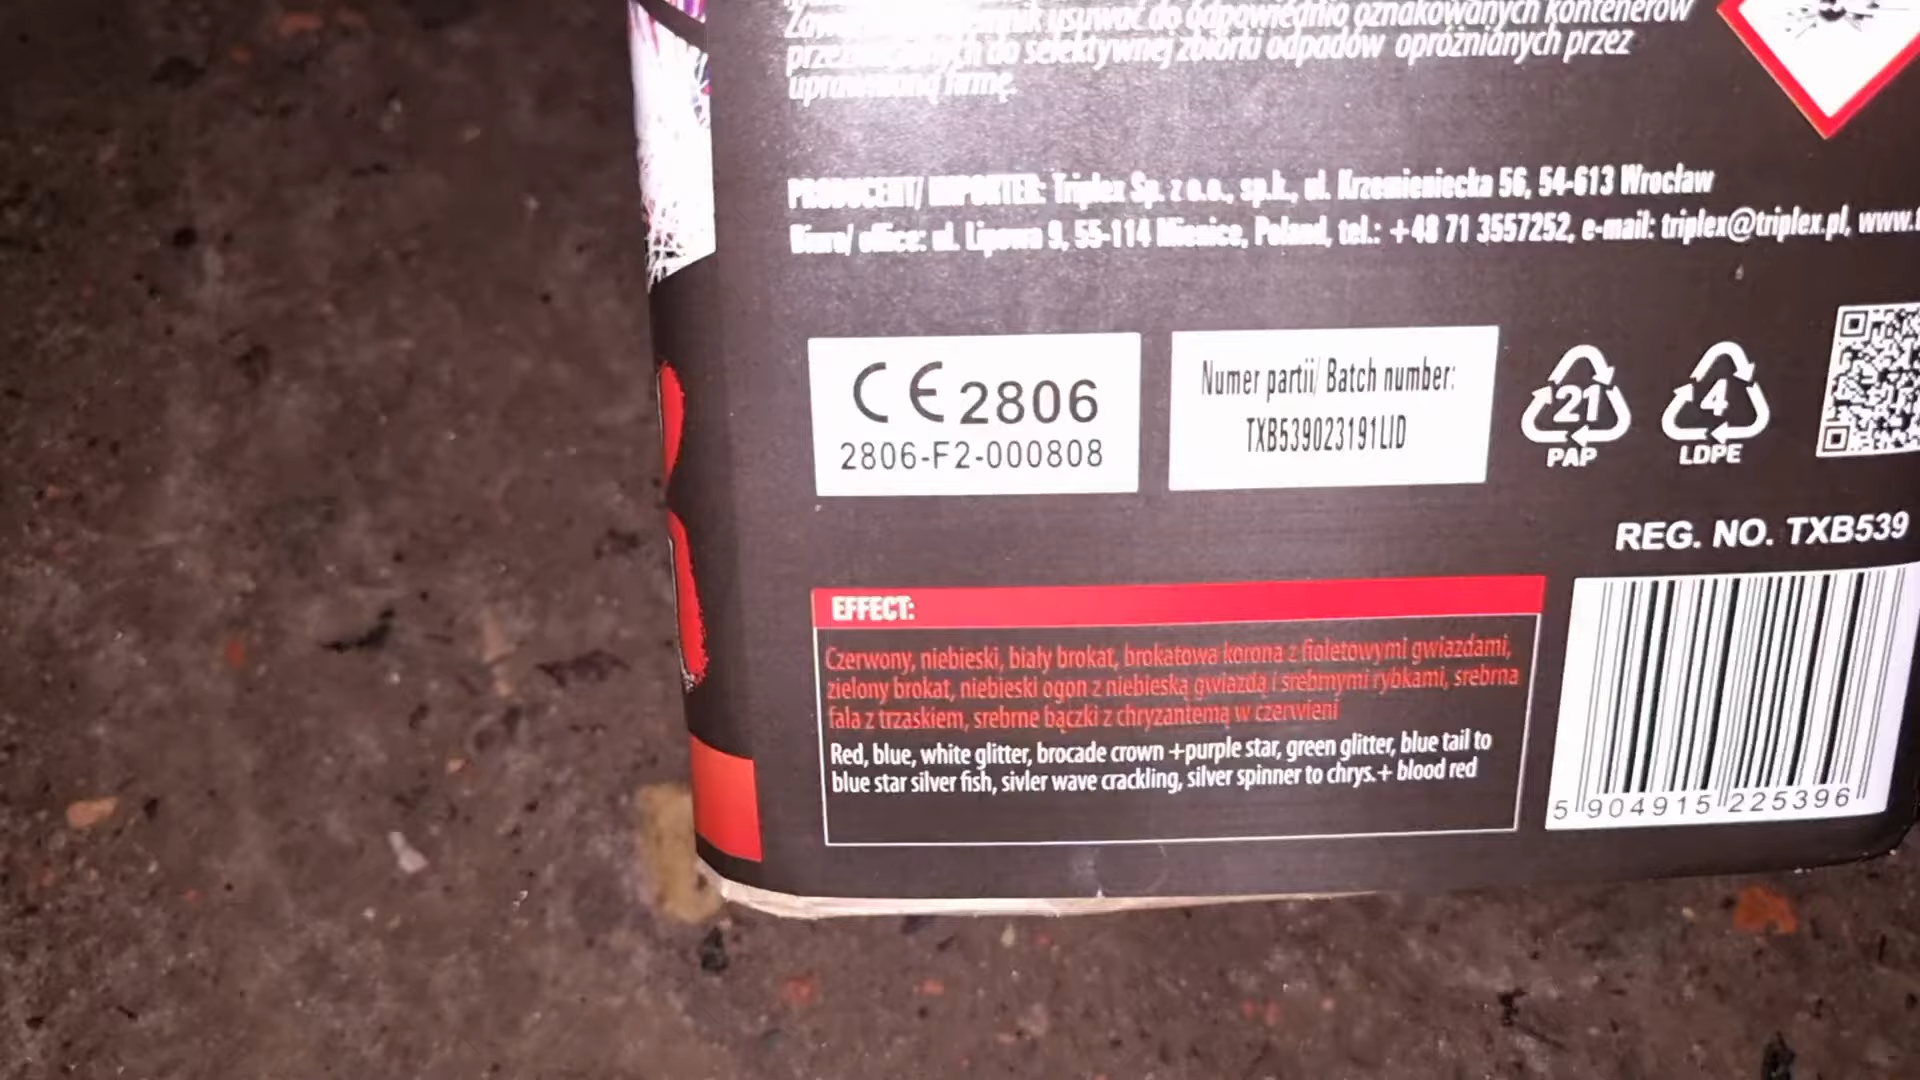 usuwać do odpowiednio oznakowanych kontenerów
do selektywnej zbiórki odpadów opróżnianych przez
uprawnioną firmę.
PRODUCENT/ IMPORTER: Triplex Sp. z o.o., sp.k., ul. Krzemieniecka 56, 54-613 Wrocław
Biuro/ office: ul. Lipowa 9, 55-114 Mienice, Poland, tel.: +48 71 3557252, e-mail: triplex@triplex.pl, www.
CE 2806
2806-F2-000808
Numer partii/ Batch number:
TXB539023191LID
21
PAP
4
LDPE
REG. NO. TXB539
EFFECT:
Czerwony, niebieski, biały brokat, brokatowa korona z fioletowymi gwiazdami,
zielony brokat, niebieski ogon z niebieską gwiazdą i srebrnymi rybkami, srebrna
fala z trzaskiem, srebrne bączki z chryzantemą w czerwieni
Red, blue, white glitter, brocade crown +purple star, green glitter, blue tail to
blue star silver fish, sivler wave crackling, silver spinner to chrys.+ blood red
5 904915 225396